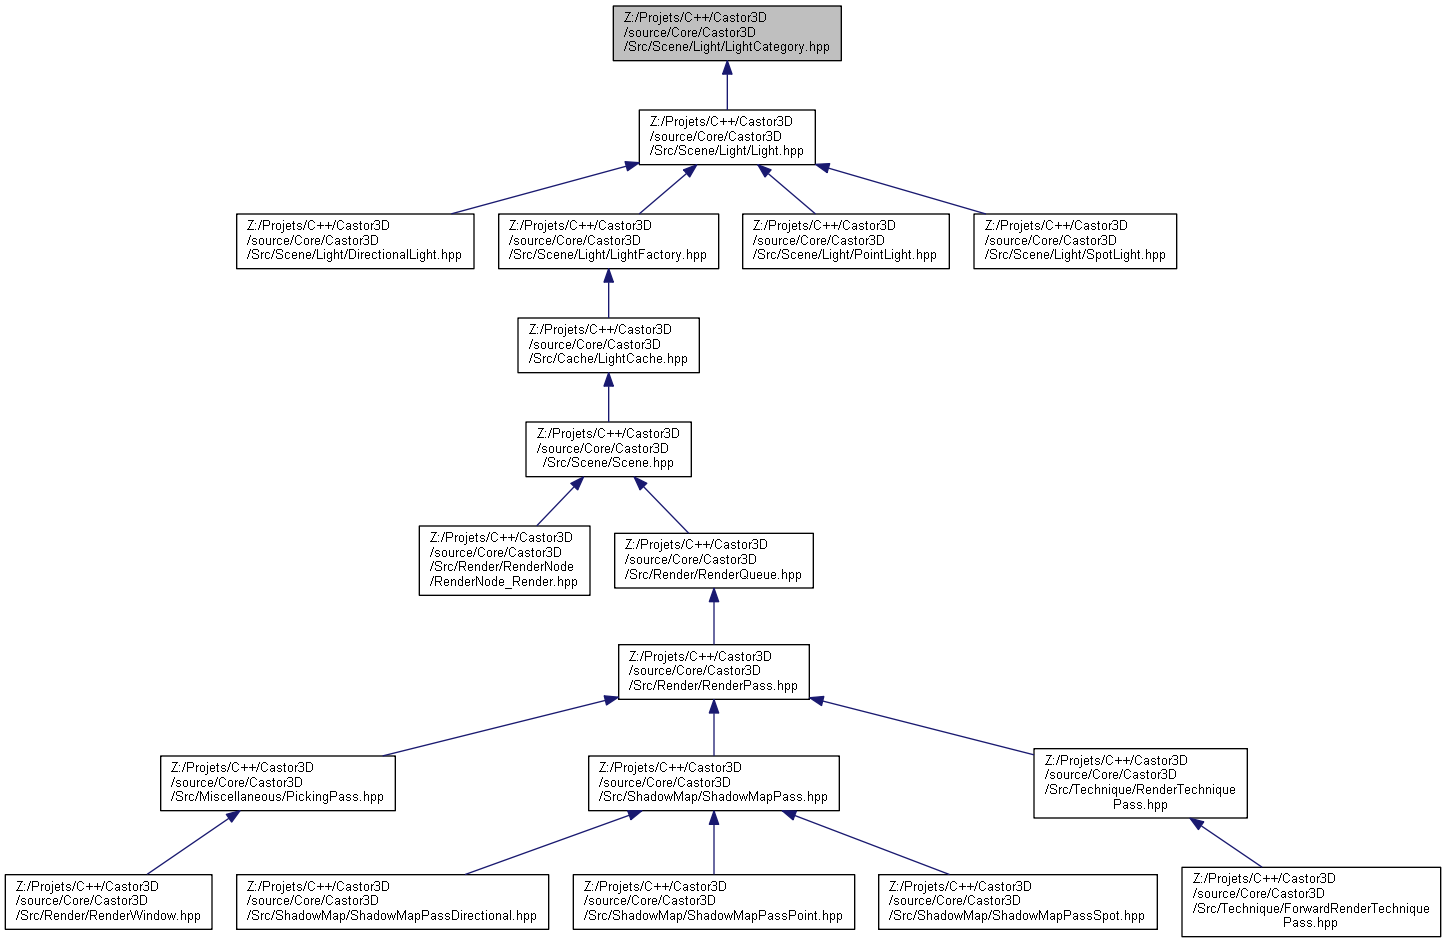 Z:/Projets/C++/Castor3D
/source/Core/Castor3D
/Src/Scene/Light/LightCategory.hpp
Z:/Projets/C++/Castor3D
/source/Core/Castor3D
/Src/Scene/Light/Light.hpp
Z:/Projets/C++/Castor3D
/source/Core/Castor3D
/Src/Scene/Light/DirectionalLight.hpp
Z:/Projets/C++/Castor3D
/source/Core/Castor3D
/Src/Scene/Light/LightFactory.hpp
Z:/Projets/C++/Castor3D
/source/Core/Castor3D
/Src/Scene/Light/PointLight.hpp
Z:/Projets/C++/Castor3D
/source/Core/Castor3D
/Src/Scene/Light/SpotLight.hpp
Z:/Projets/C++/Castor3D
/source/Core/Castor3D
/Src/Cache/LightCache.hpp
Z:/Projets/C++/Castor3D
/source/Core/Castor3D
/Src/Scene/Scene.hpp
Z:/Projets/C++/Castor3D
/source/Core/Castor3D
/Src/Render/RenderNode
/RenderNode_Render.hpp
Z:/Projets/C++/Castor3D
/source/Core/Castor3D
/Src/Render/RenderQueue.hpp
Z:/Projets/C++/Castor3D
/source/Core/Castor3D
/Src/Render/RenderPass.hpp
Z:/Projets/C++/Castor3D
/source/Core/Castor3D
/Src/Miscellaneous/PickingPass.hpp
Z:/Projets/C++/Castor3D
/source/Core/Castor3D
/Src/ShadowMap/ShadowMapPass.hpp
Z:/Projets/C++/Castor3D
/source/Core/Castor3D
/Src/Technique/RenderTechnique
Pass.hpp
Z:/Projets/C++/Castor3D
/source/Core/Castor3D
/Src/Render/RenderWindow.hpp
Z:/Projets/C++/Castor3D
/source/Core/Castor3D
/Src/ShadowMap/ShadowMapPassDirectional.hpp
Z:/Projets/C++/Castor3D
/source/Core/Castor3D
/Src/ShadowMap/ShadowMapPassPoint.hpp
Z:/Projets/C++/Castor3D
/source/Core/Castor3D
/Src/ShadowMap/ShadowMapPassSpot.hpp
Z:/Projets/C++/Castor3D
/source/Core/Castor3D
/Src/Technique/ForwardRenderTechnique
Pass.hpp